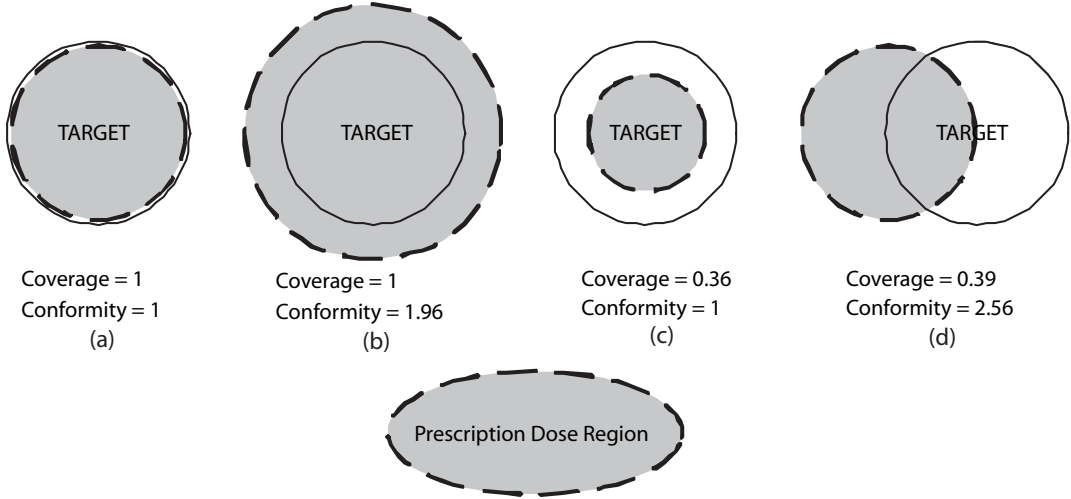 TARGET
TARGET
TARGET
TARGET
Coverage = 1
Conformity = 1
(a)
Coverage = 1
Conformity = 1.96
(b)
Coverage = 0.36
Conformity = 1
(c)
Coverage = 0.39
Conformity = 2.56
(d)
Prescription Dose Region